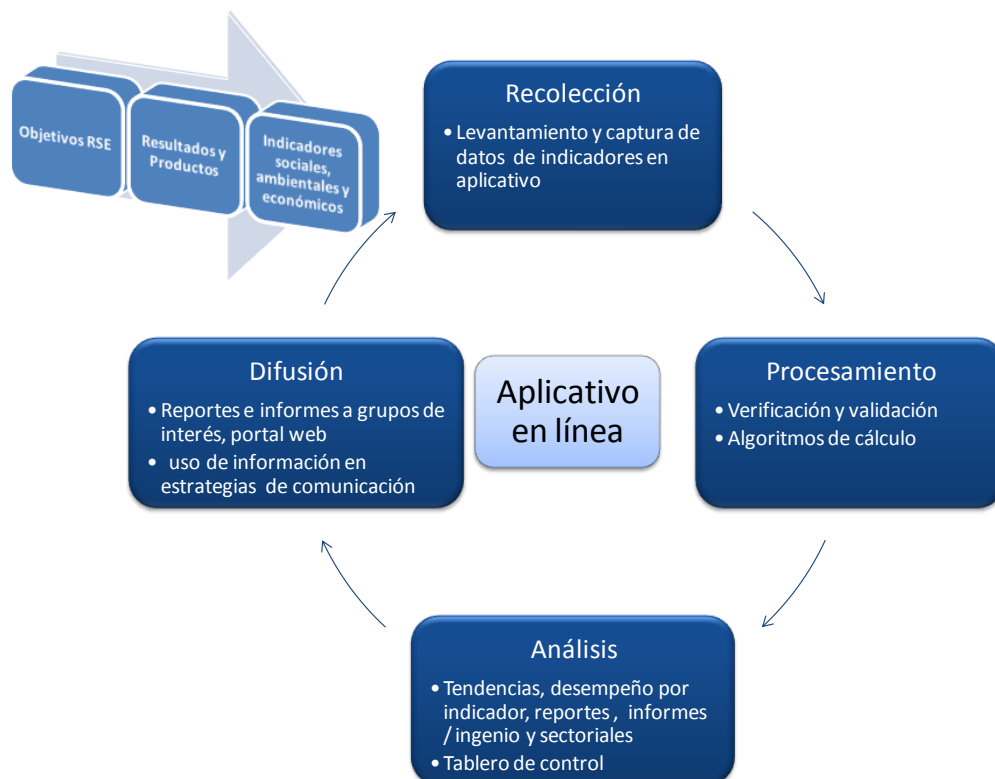 Objetivos RSE
Resultados y
Productos
Indicadores
sociales,
ambientales y
económicos
Recolección
• Levantamiento y captura de
datos de indicadores en
aplicativo
Procesamiento
• Verificación y validación
• Algoritmos de cálculo
Análisis
• Tendencias, desempeño por
indicador, reportes , informes
/ ingenio y sectoriales
• Tablero de control
Difusión
• Reportes e informes a grupos de
interés, portal web
• uso de información en
estrategias de comunicación
Aplicativo
en línea